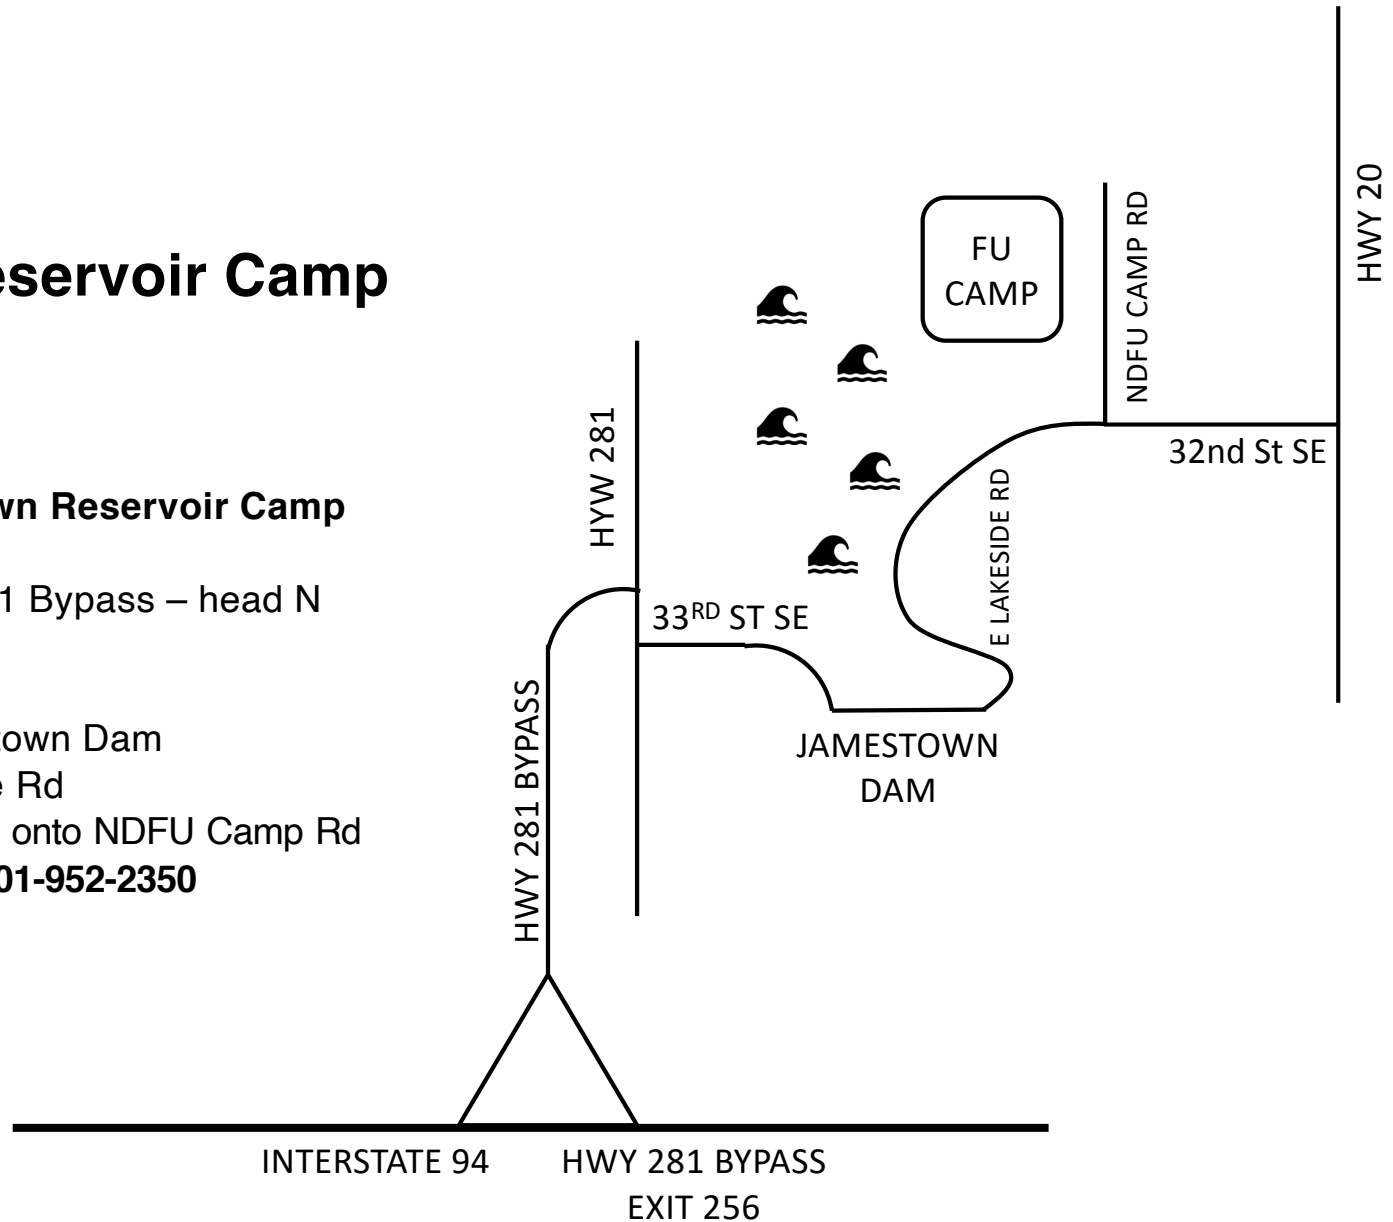 eservoir Camp
wn Reservoir Camp
1 Bypass – head N
town Dam
e Rd
onto NDFU Camp Rd
01-952-2350
FU
CAMP
NDFU CAMP RD
HWY 20
32nd St SE
HYW 281
E LAKESIDE RD
33RD ST SE
HWY 281 BYPASS
JAMESTOWN
DAM
INTERSTATE 94
HWY 281 BYPASS
EXIT 256